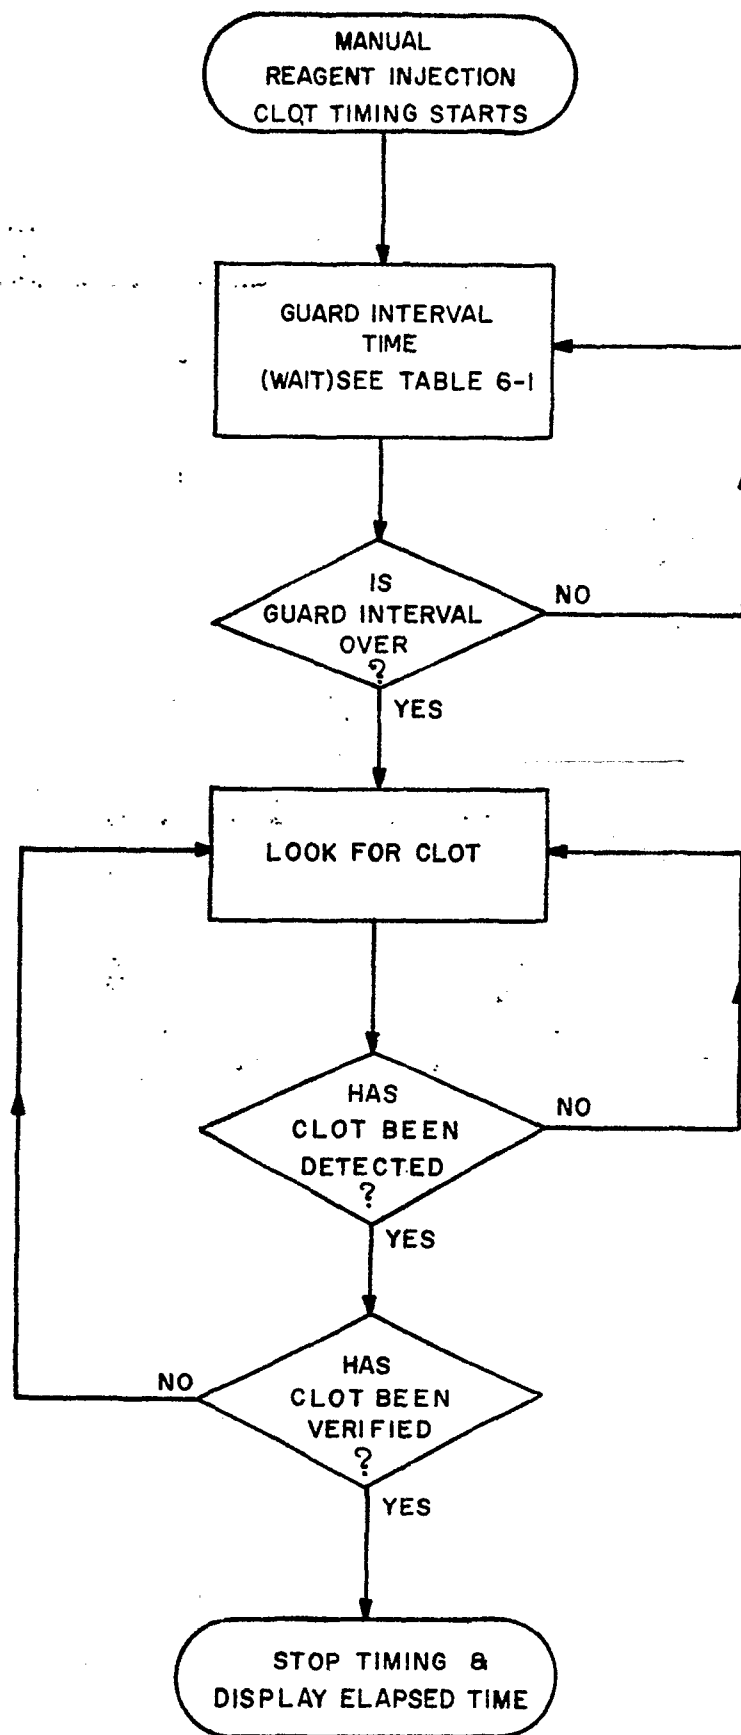 MANUAL
REAGENT INJECTION
CLOT TIMING STARTS
GUARD INTERVAL
TIME
(WAIT)SEE TABLE 6-1
IS
GUARD INTERVAL
OVER
?
NO
YES
LOOK FOR CLOT
HAS
CLOT BEEN
DETECTED
?
NO
YES
HAS
CLOT BEEN
VERIFIED
?
NO
YES
STOP TIMING &
DISPLAY ELAPSED TIME